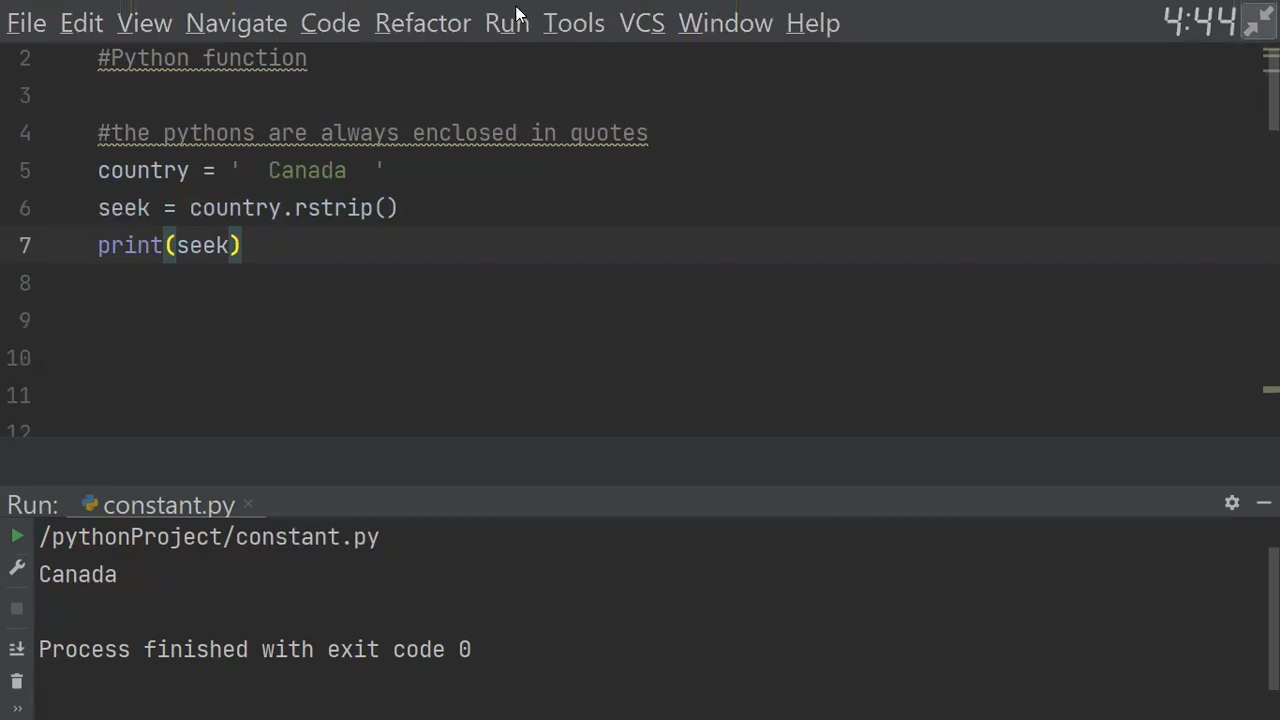 File Edit View Navigate Code Refactor Run Tools VCS Window Help 4:44
2 #Python function
3
4 #the pythons are always enclosed in quotes
5 country = '  Canada  '
6 seek = country.rstrip()
7 print(seek)
8
9
10
11
12
Run: constant.py
/pythonProject/constant.py
Canada
Process finished with exit code 0